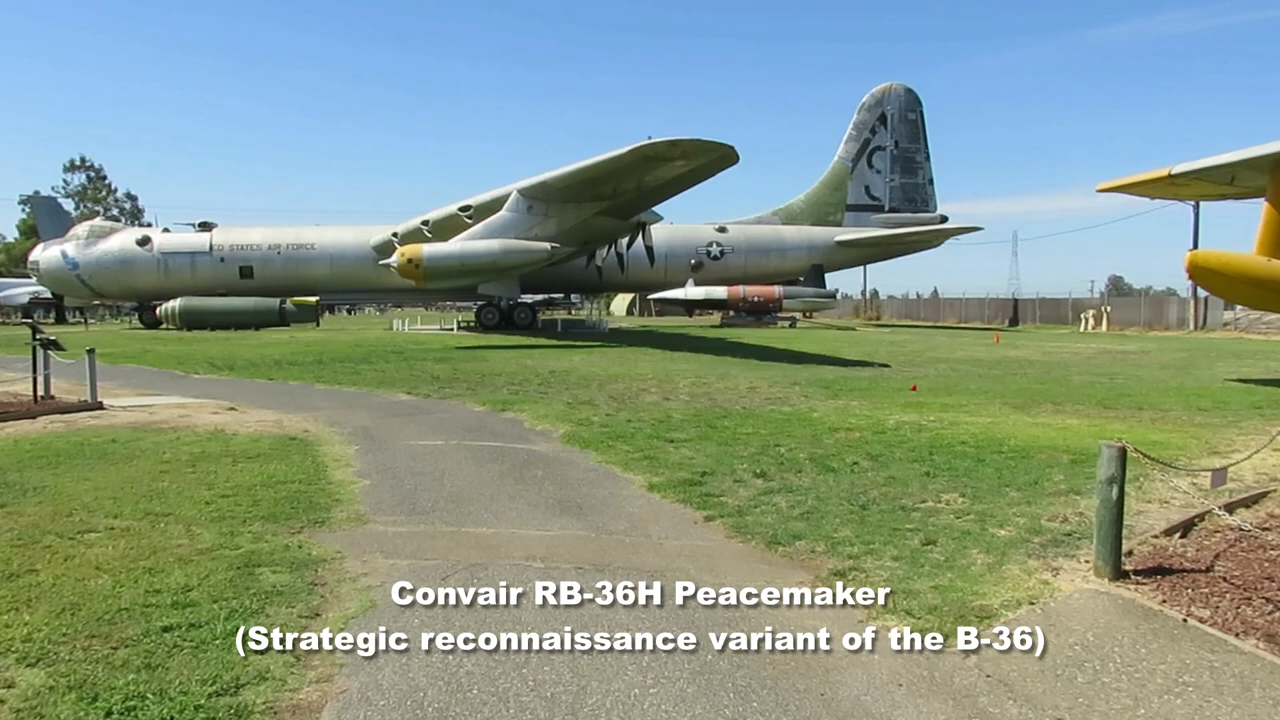 ED STATES AIR FORCE
S
Convair RB-36H Peacemaker
(Strategic reconnaissance variant of the B-36)